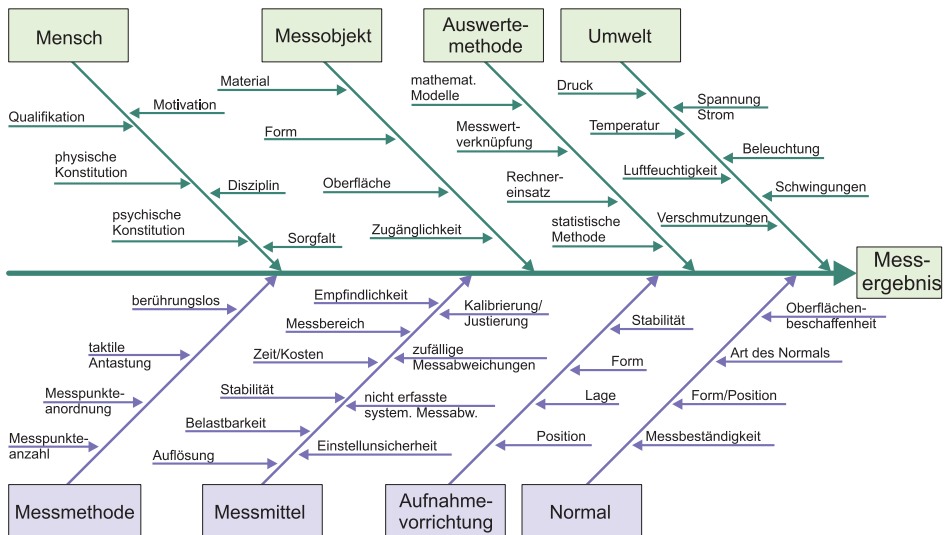 Mensch
Messobjekt
Auswerte-
methode
Umwelt
Material
mathemat.
Modelle
Druck
Qualifikation
Motivation
Form
Messwert-
verknüpfung
Temperatur
Spannung
Strom
physische
Konstitution
Disziplin
Oberfläche
Rechner-
einsatz
Luftfeuchtigkeit
Beleuchtung
Schwingungen
psychische
Konstitution
Sorgfalt
Zugänglichkeit
statistische
Methode
Verschmutzungen
Mess-
ergebnis
berührungslos
Empfindlichkeit
Kalibrierung/
Justierung
Stabilität
Oberflächen-
beschaffenheit
taktile
Antastung
Messbereich
Zeit/Kosten
zufällige
Messabweichungen
Form
Art des Normals
Messpunkte-
anordnung
Stabilität
nicht erfasste
system. Messabw.
Lage
Form/Position
Messpunkte-
anzahl
Belastbarkeit
Auflösung
Einstellunsicherheit
Position
Messbeständigkeit
Messmethode
Messmittel
Aufnahme-
vorrichtung
Normal